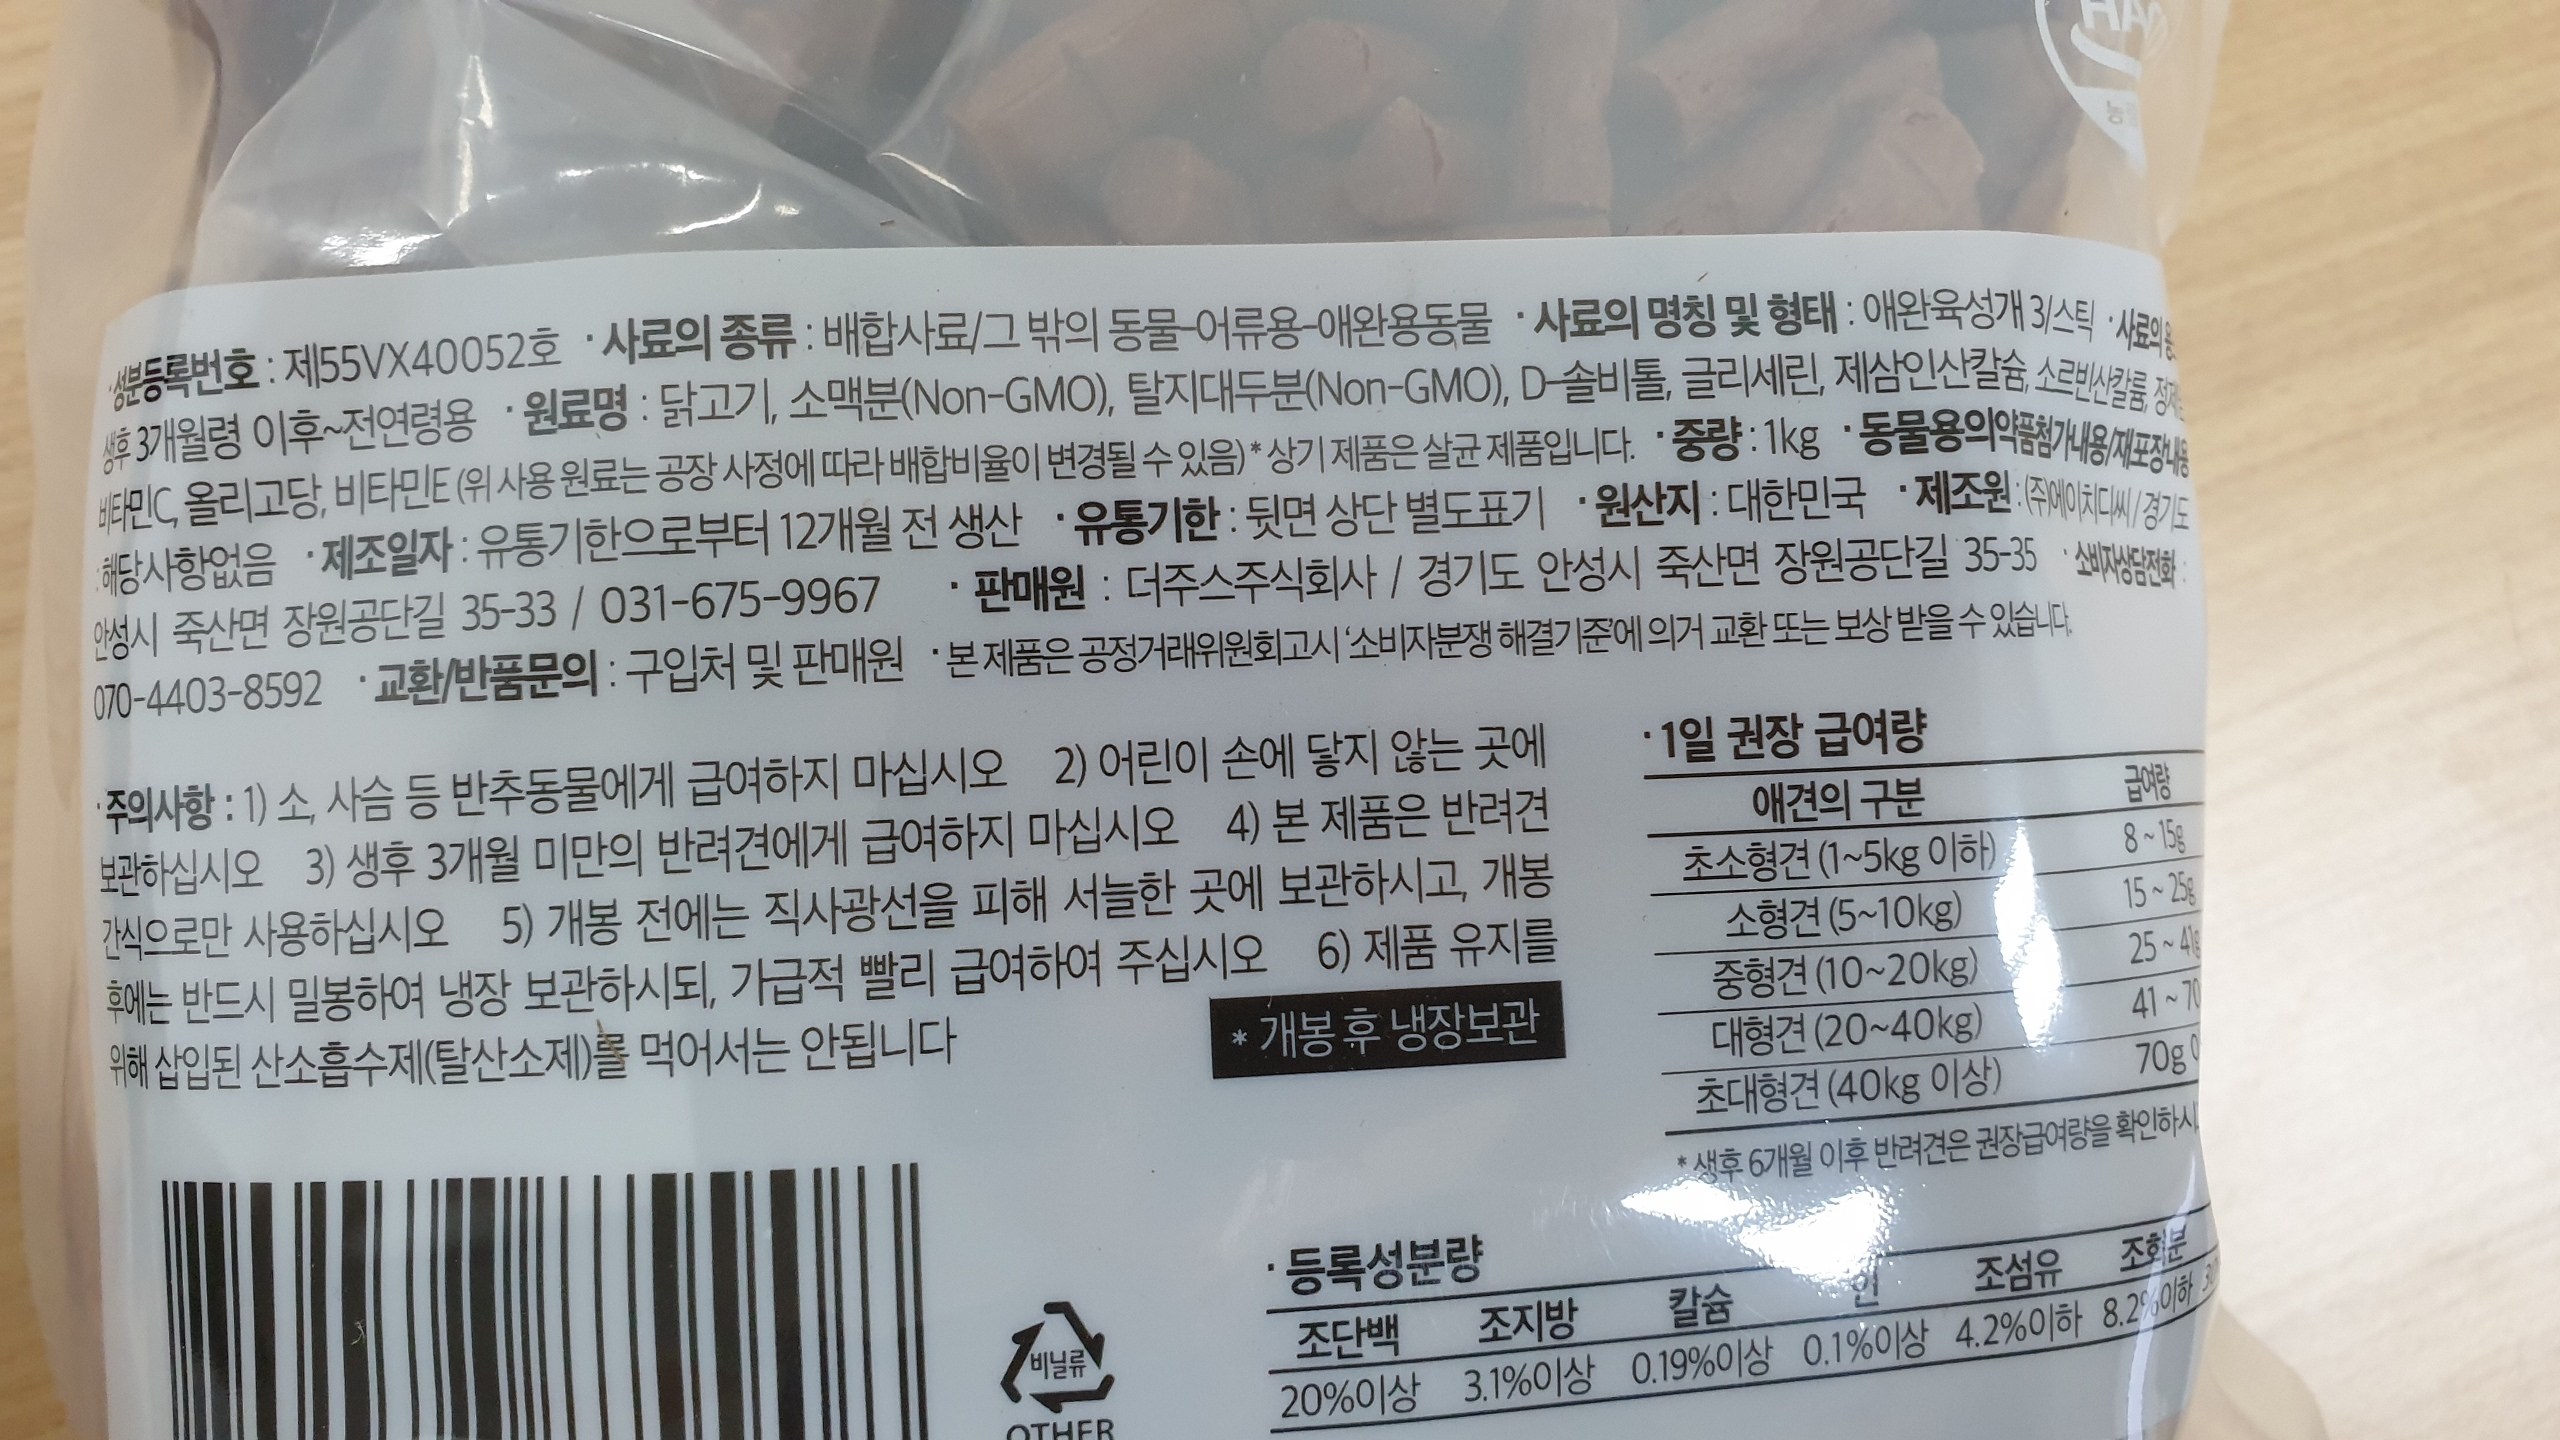 ·성분등록번호 : 제55VX40052호 ·사료의 종류 : 배합사료/그 밖의 동물-어류용-애완용동물 ·사료의 명칭 및 형태 : 애완육성개 3/스틱 ·사료의
생후 3개월령 이후~전연령용 ·원료명 : 닭고기, 소맥분(Non-GMO), 탈지대두분(Non-GMO), D-솔비톨, 글리세린, 제삼인산칼슘, 소르빈산칼륨,
비타민C, 올리고당, 비타민E (위 사용 원료는 공장 사정에 따라 배합비율이 변경될 수 있음) * 상기 제품은 살균 제품입니다. ·중량 : 1kg ·동물용의약품첨가내용/재포장내용
: 해당사항없음 ·제조일자 : 유통기한으로부터 12개월 전 생산 ·유통기한 : 뒷면 상단 별도표기 ·원산지 : 대한민국 ·제조원 : (주)에이치디씨 / 경기도
안성시 죽산면 장원공단길 35-33 / 031-675-9967 ·판매원 : 더주스주식회사 / 경기도 안성시 죽산면 장원공단길 35-35 ·소비자상담전화 :
070-4403-8592 ·교환/반품문의 : 구입처 및 판매원 ·본 제품은 공정거래위원회고시 '소비자분쟁 해결기준'에 의거 교환 또는 보상 받을 수 있습니다.
·주의사항 : 1) 소, 사슴 등 반추동물에게 급여하지 마십시오 2) 어린이 손에 닿지 않는 곳에
보관하십시오 3) 생후 3개월 미만의 반려견에게 급여하지 마십시오 4) 본 제품은 반려견
간식으로만 사용하십시오 5) 개봉 전에는 직사광선을 피해 서늘한 곳에 보관하시고, 개봉
후에는 반드시 밀봉하여 냉장 보관하시되, 가급적 빨리 급여하여 주십시오 6) 제품 유지를
위해 삽입된 산소흡수제(탈산소제)를 먹어서는 안됩니다
* 개봉 후 냉장보관
·1일 권장 급여량
애견의 구분 급여량
초소형견 (1~5kg 이하) 8 ~ 15g
소형견 (5~10kg) 15 ~ 25g
중형견 (10~20kg) 25 ~ 41g
대형견 (20~40kg) 41 ~ 70
초대형견 (40kg 이상) 70g
* 생후 6개월 이후 반려견은 권장급여량을 확인하시
·등록성분량
조단백 조지방 칼슘 인 조섬유 조회분
20%이상 3.1%이상 0.19%이상 0.1%이상 4.2%이하 8.2%이하
비닐류
OTHER